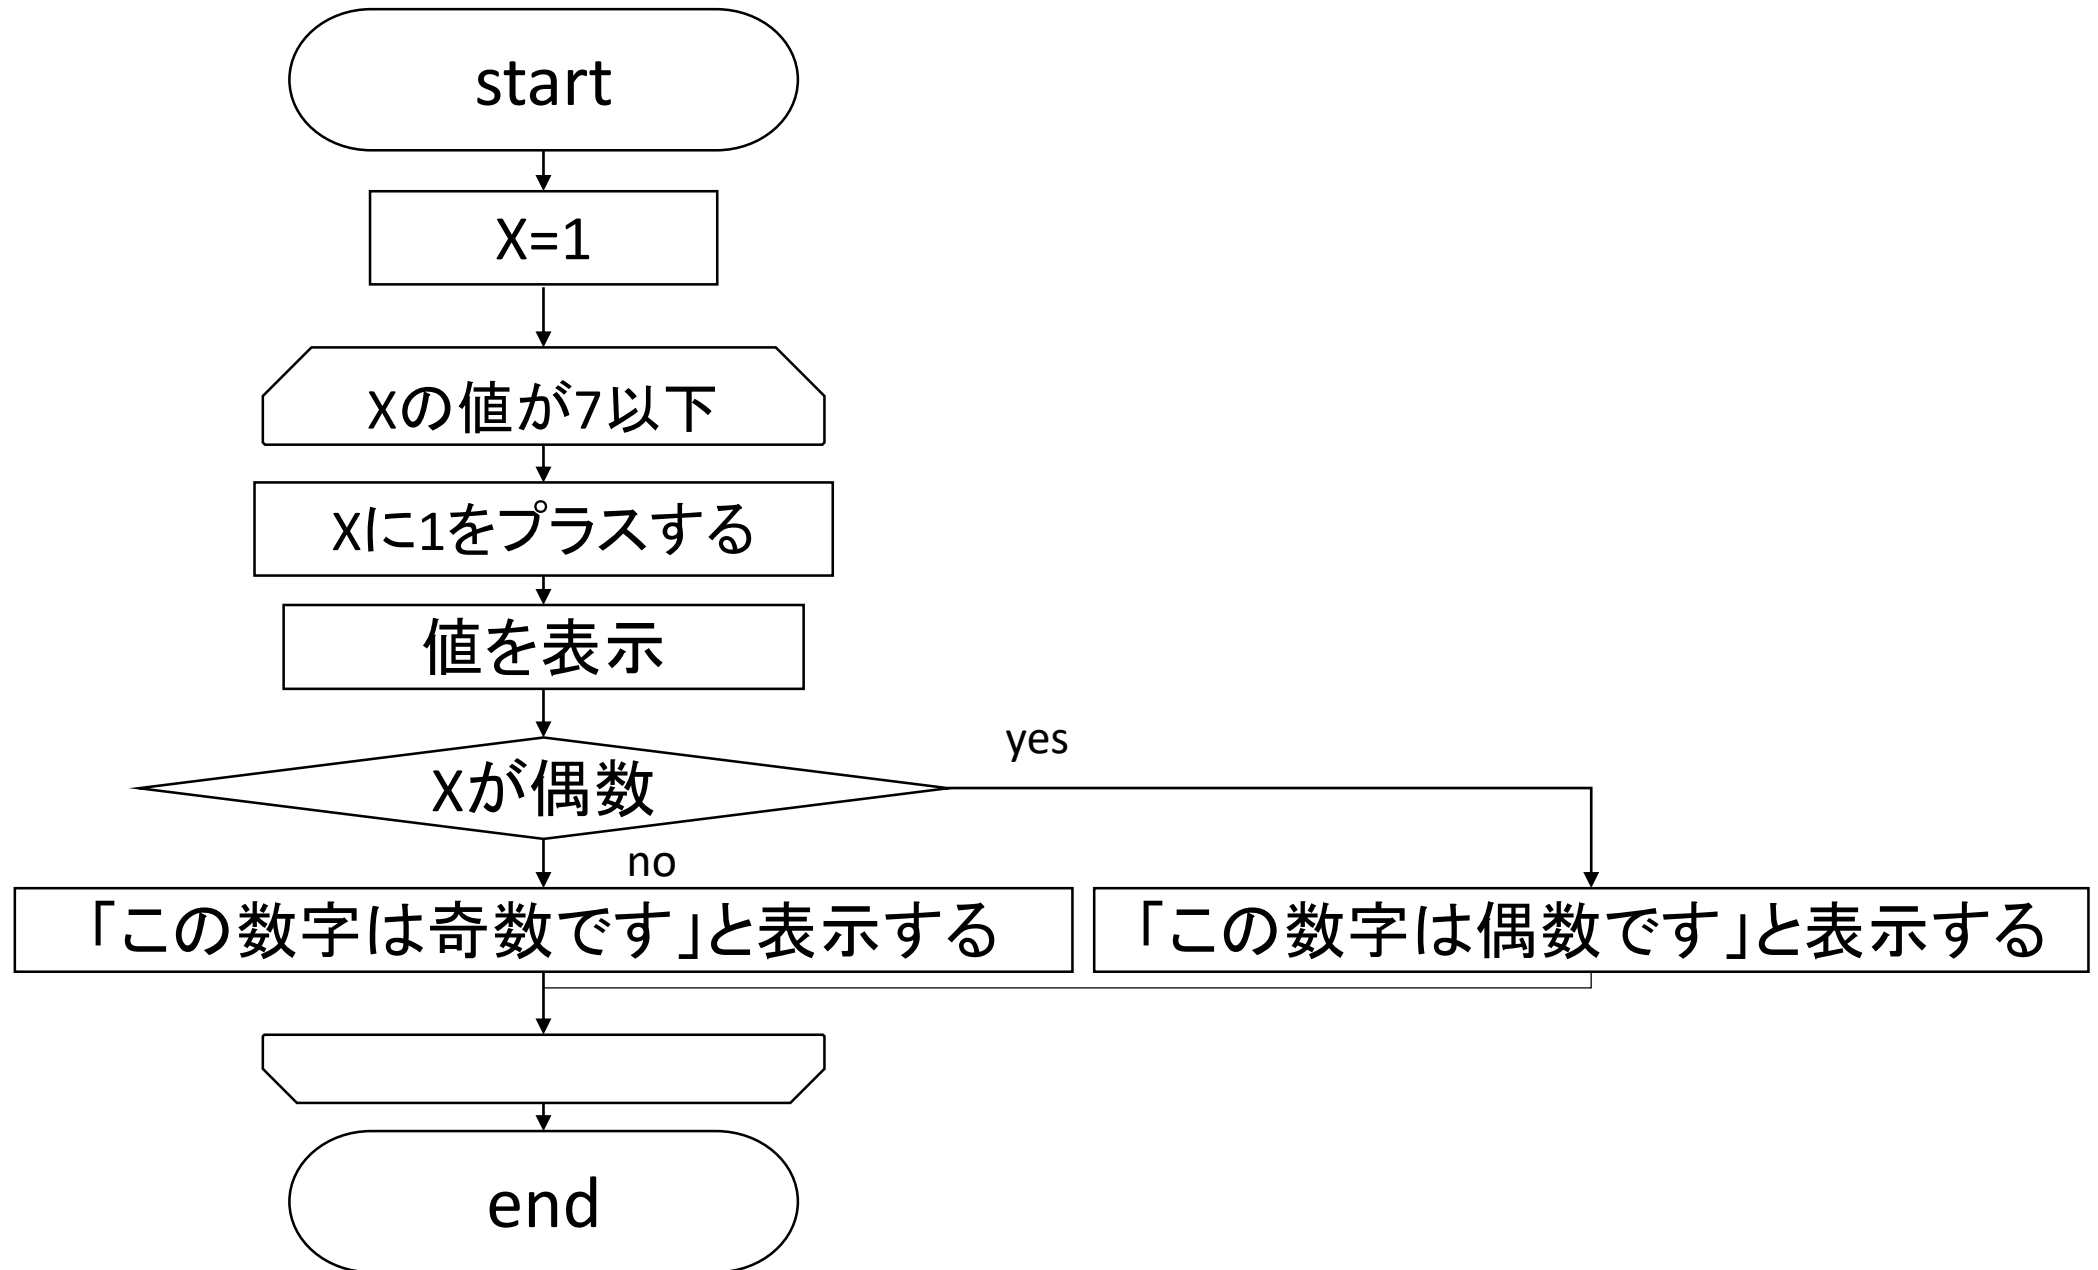 start
X=1
Xの値が7以下
Xに1をプラスする
値を表示
Xが偶数
yes
no
「この数字は奇数です」と表示する
「この数字は偶数です」と表示する
end